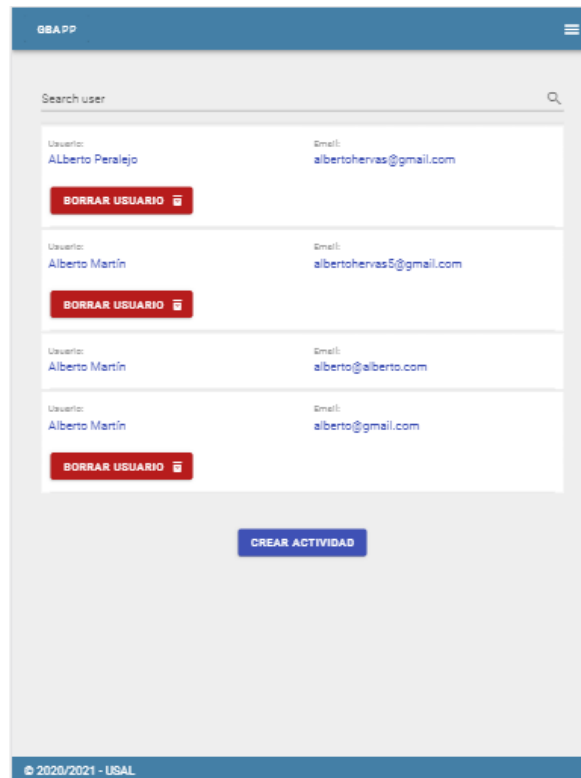 GBAPP
Search user
Usuario: Email:
ALberto Peralejo albertohervas@gmail.com
BORRAR USUARIO
Usuario: Email:
Alberto Martín albertohervas5@gmail.com
BORRAR USUARIO
Usuario: Email:
Alberto Martín alberto@alberto.com
Usuario: Email:
Alberto Martín alberto@gmail.com
BORRAR USUARIO
CREAR ACTIVIDAD
© 2020/2021 - USAL